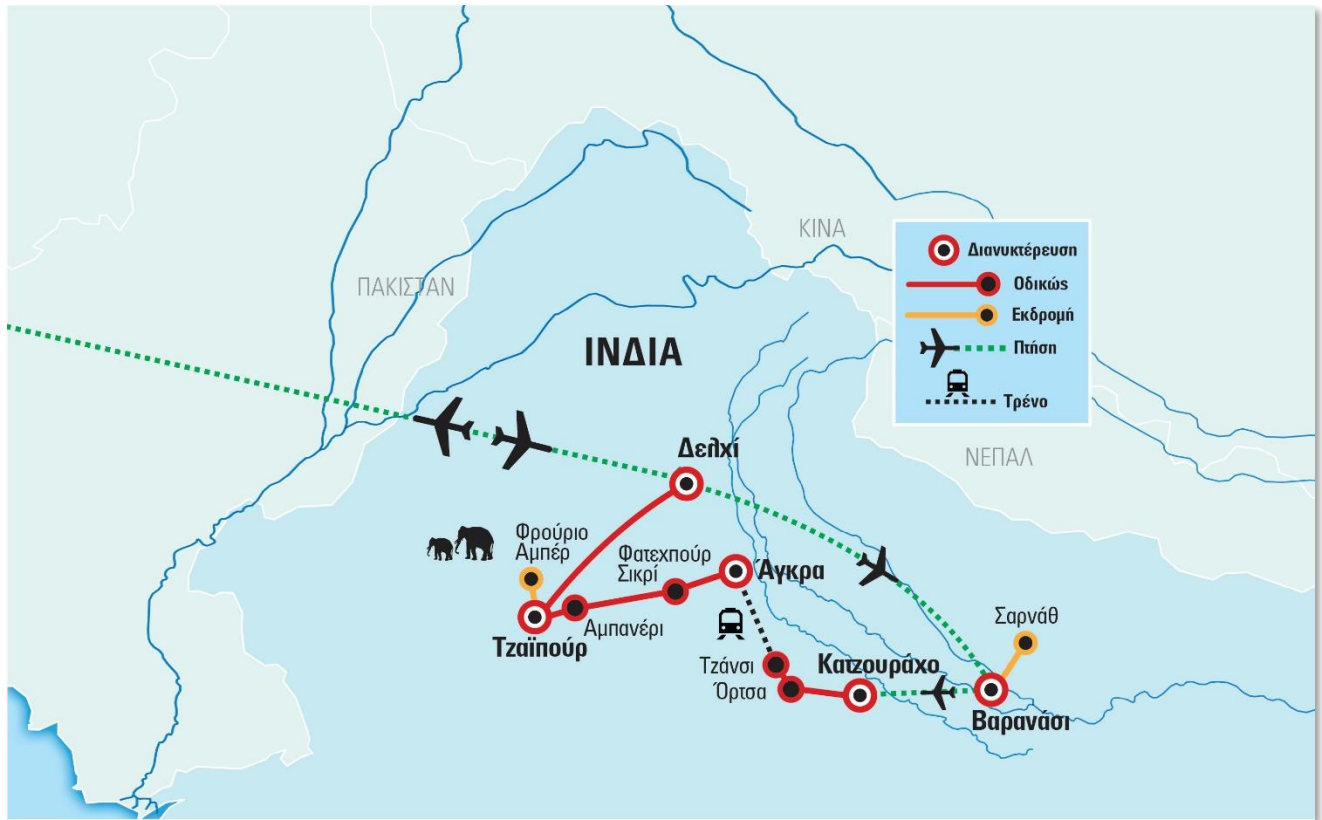 ΚΙΝΑ
Διανυκτέρευση
Οδικώς
ΠΑΚΙΣΤΑΝ
Εκδρομή
ΙΝΔΙΑ
Πτήση
Τρένο
Δελχί
ΝΕΠΑΛ
Φρούριο
Αμπέρ
Φατεχπούρ
Σικρί
Άγκρα
Αμπανέρι
Σαρνάθ
Τζαϊπούρ
Τζάνσι
Κατζουράχο
Όρτσα
Βαρανάσι